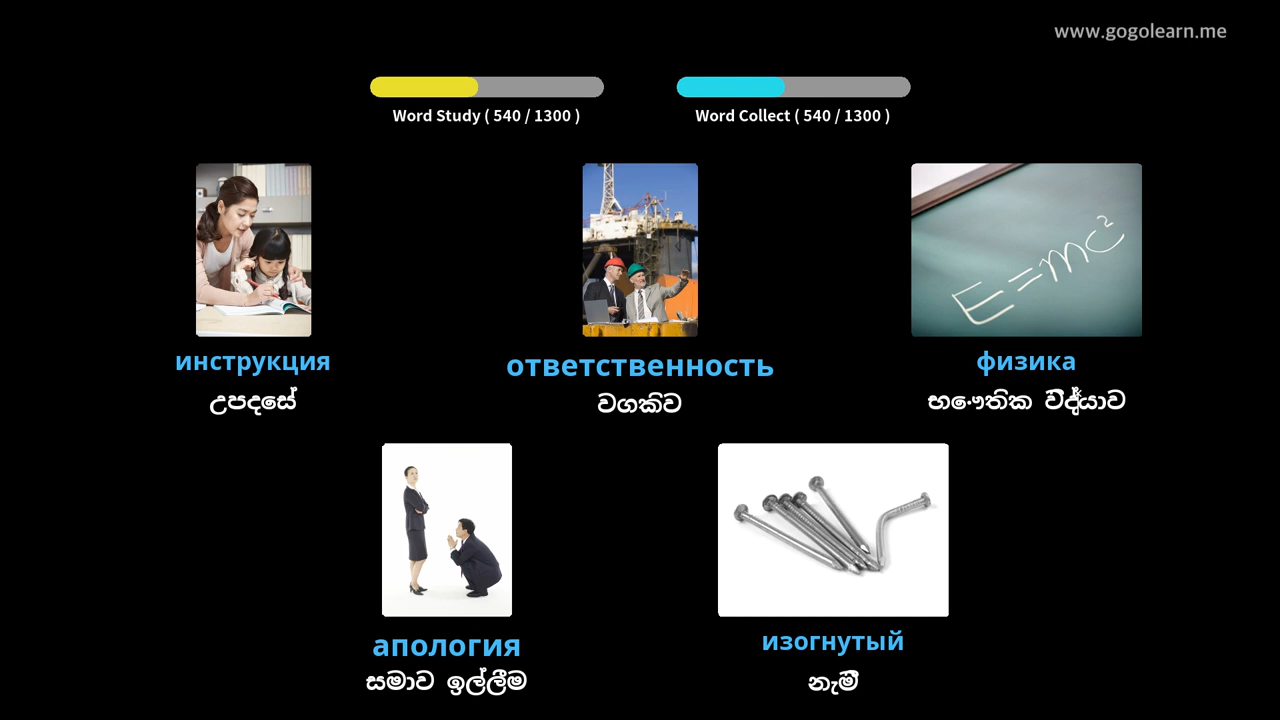 www.gogolearn.me
Word Study ( 540 / 1300 )
Word Collect ( 540 / 1300 )
E=mc²
инструкция
ответственность
физика
උපදසේ
වගකිව
භෞතික විද්‍යාව
апология
изогнутый
සමාව ඉල්ලීම
නැමී